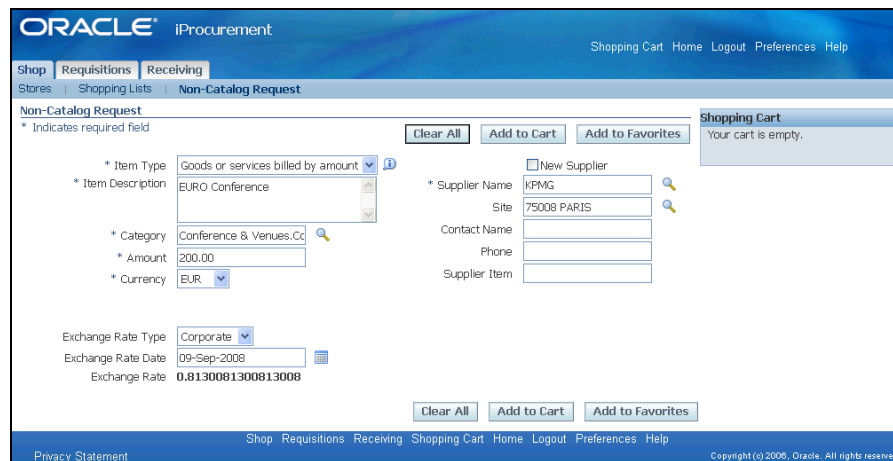 ORACLE® iProcurement
Shopping Cart Home Logout Preferences Help
Shop Requisitions Receiving
Stores | Shopping Lists | Non-Catalog Request
Non-Catalog Request
* Indicates required field
Clear All Add to Cart Add to Favorites
Shopping Cart
Your cart is empty.
* Item Type Goods or services billed by amount
* Item Description EURO Conference
* Category Conference & Venues.Cc
* Amount 200.00
* Currency EUR
New Supplier
* Supplier Name KPMG
Site 75008 PARIS
Contact Name
Phone
Supplier Item
Exchange Rate Type Corporate
Exchange Rate Date 09-Sep-2008
Exchange Rate 0.8130081300813008
Clear All Add to Cart Add to Favorites
Shop Requisitions Receiving Shopping Cart Home Logout Preferences Help
Privacy Statement
Copyright (c) 2006, Oracle. All rights reserve